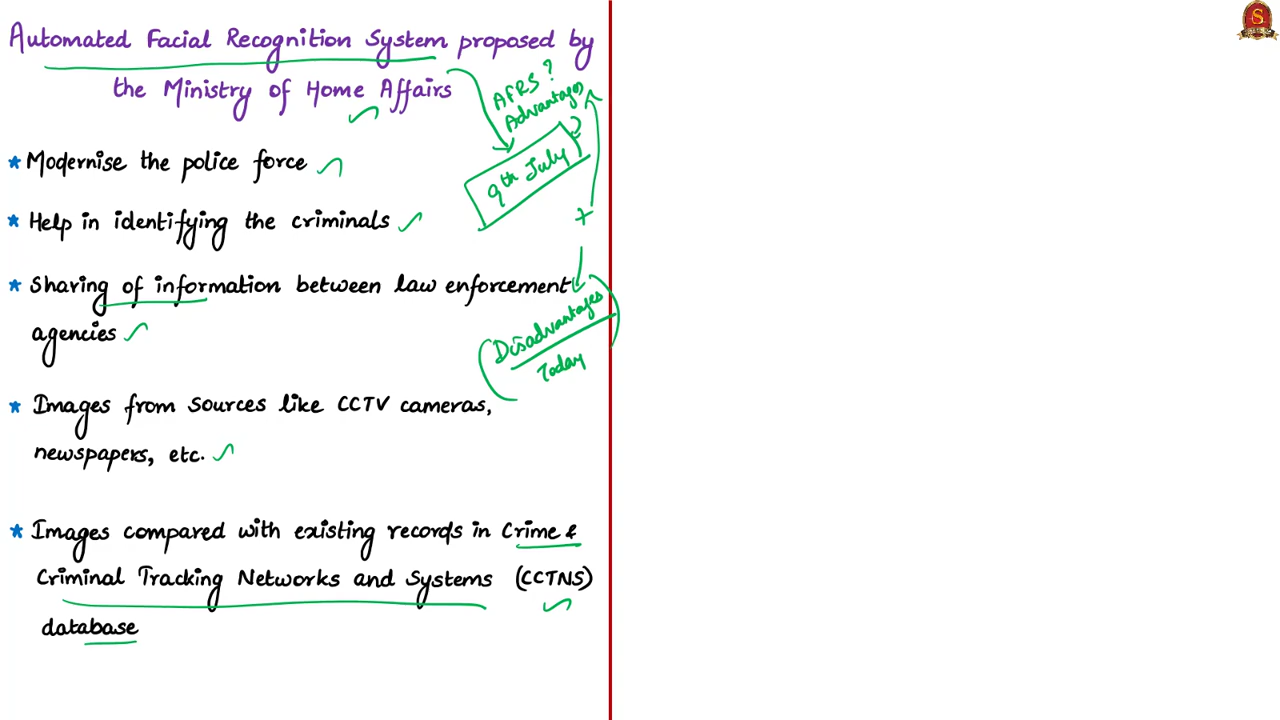 Automated Facial Recognition System proposed by
the Ministry of Home Affairs
* Modernise the police force
* Help in identifying the criminals
* Sharing of information between law enforcement
agencies
* Images from sources like CCTV cameras,
newspapers, etc.
* Images compared with existing records in Crime &
Criminal Tracking Networks and Systems (CCTNS)
database
AFRS ?
Advantages ?
9th July
+
Disadvantages
Today
S